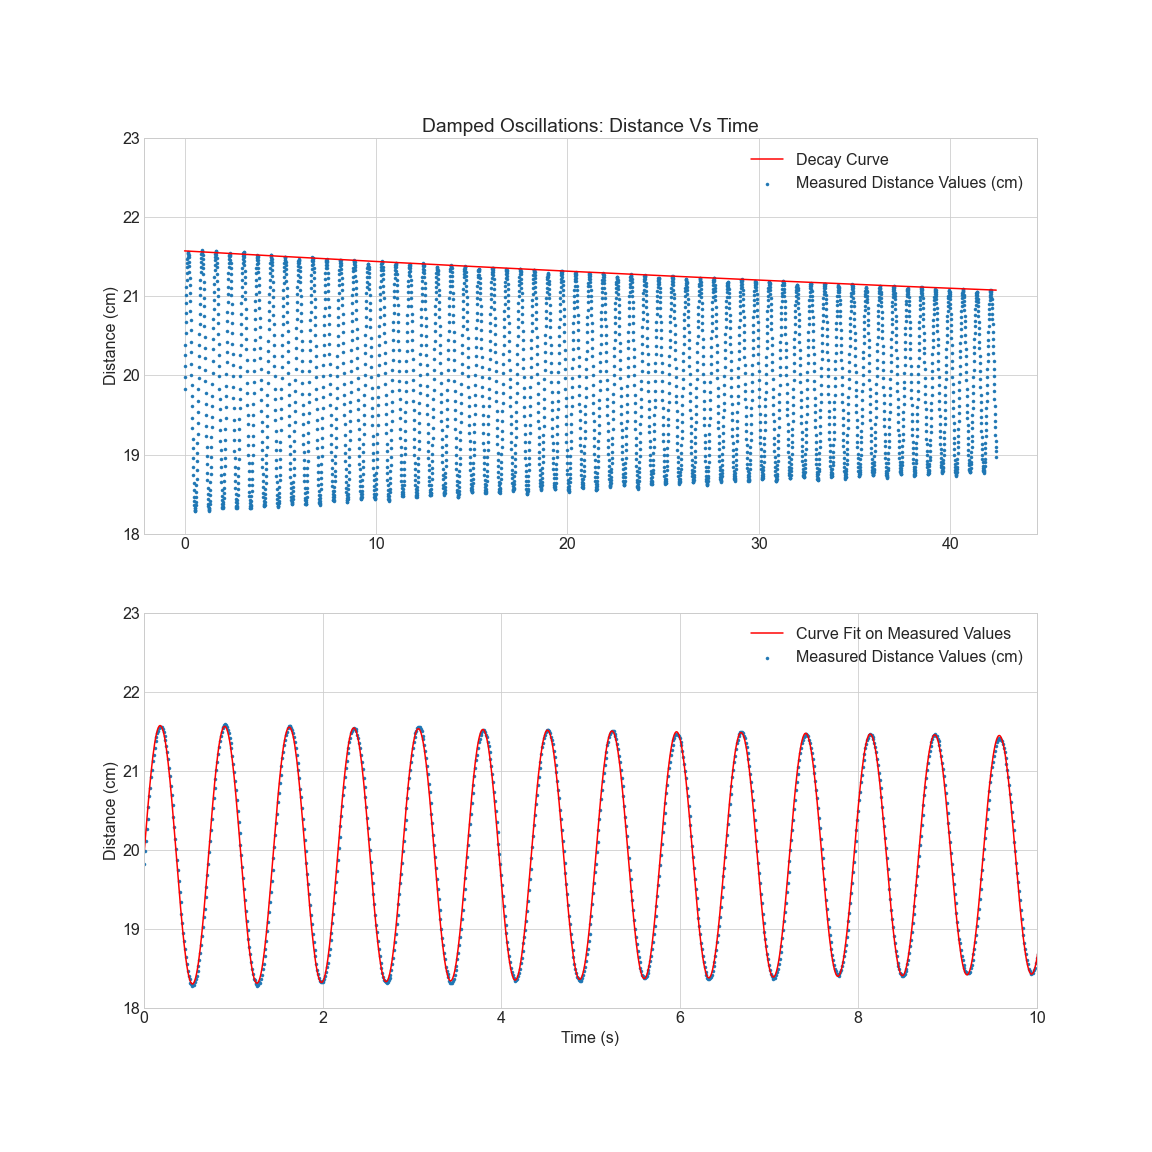 Damped Oscillations: Distance Vs Time
Decay Curve
Measured Distance Values (cm)
Distance (cm)
23
22
21
20
19
18
0 10 20 30 40
Curve Fit on Measured Values
Measured Distance Values (cm)
Distance (cm)
23
22
21
20
19
18
0 2 4 6 8 10
Time (s)